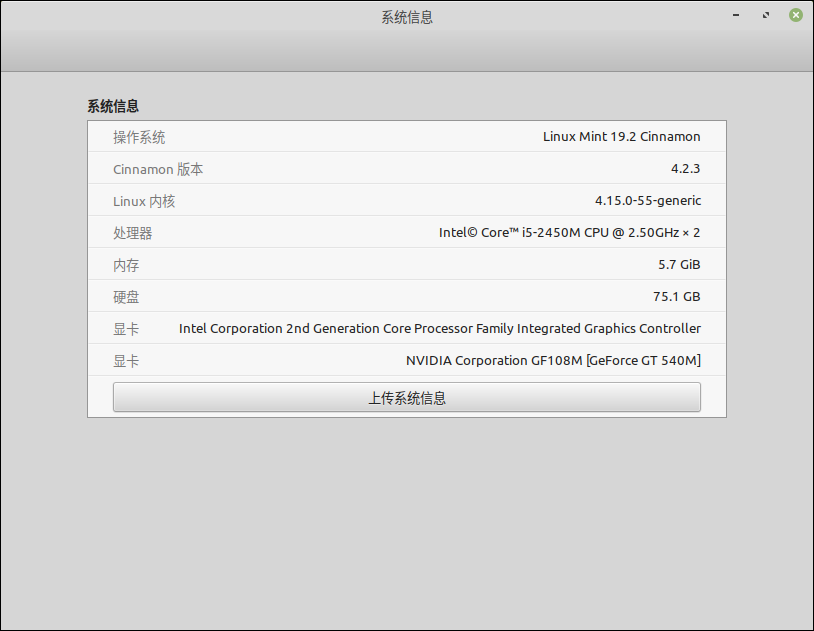 系统信息
系统信息
操作系统 Linux Mint 19.2 Cinnamon
Cinnamon 版本 4.2.3
Linux 内核 4.15.0-55-generic
处理器 Intel© Core™ i5-2450M CPU @ 2.50GHz × 2
内存 5.7 GiB
硬盘 75.1 GB
显卡 Intel Corporation 2nd Generation Core Processor Family Integrated Graphics Controller
显卡 NVIDIA Corporation GF108M [GeForce GT 540M]
上传系统信息